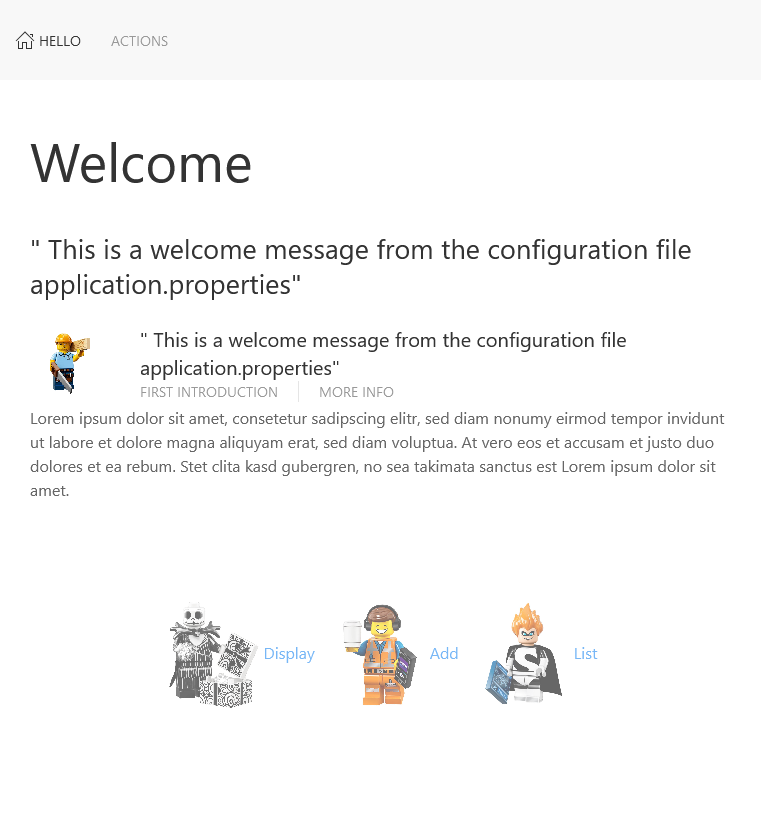 HELLO ACTIONS
Welcome
" This is a welcome message from the configuration file
application.properties"
" This is a welcome message from the configuration file
application.properties"
FIRST INTRODUCTION MORE INFO
Lorem ipsum dolor sit amet, consetetur sadipscing elitr, sed diam nonumy eirmod tempor invidunt
ut labore et dolore magna aliquyam erat, sed diam voluptua. At vero eos et accusam et justo duo
dolores et ea rebum. Stet clita kasd gubergren, no sea takimata sanctus est Lorem ipsum dolor sit
amet.
Display Add List